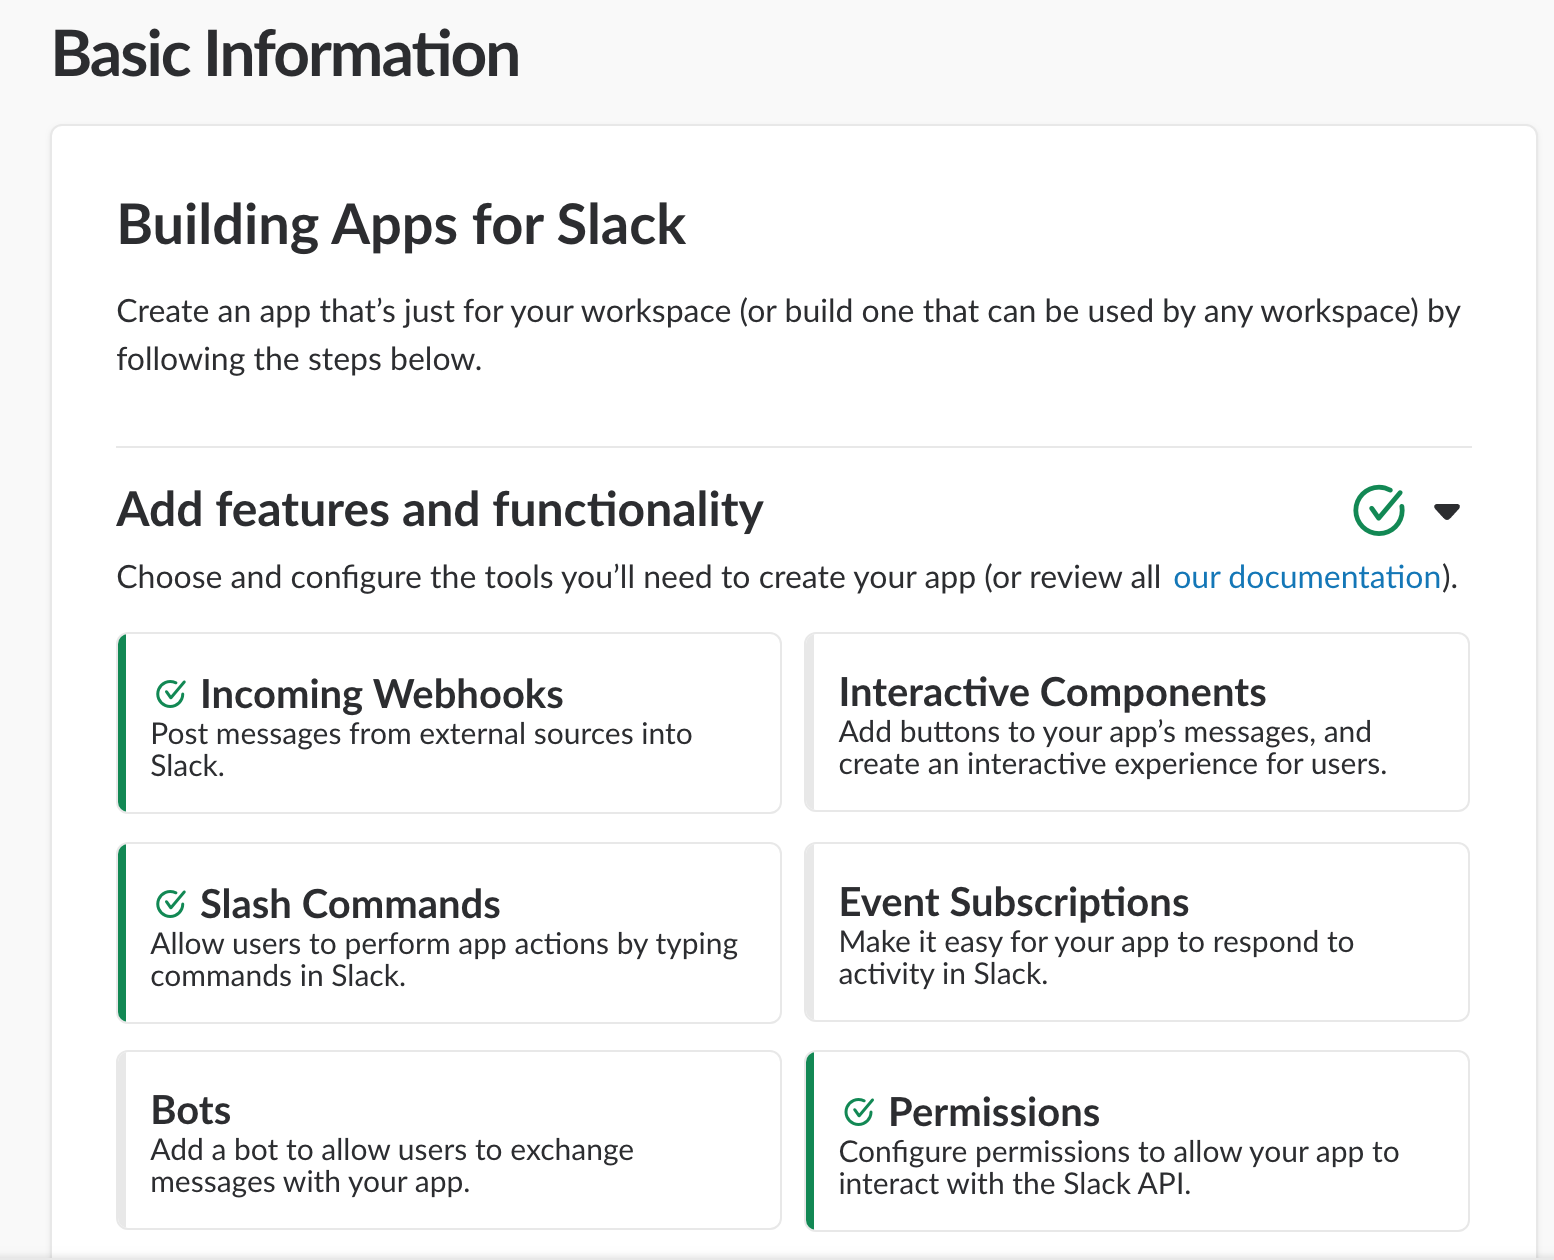 Basic Information
Building Apps for Slack
Create an app that’s just for your workspace (or build one that can be used by any workspace) by
following the steps below.
Add features and functionality
Choose and configure the tools you’ll need to create your app (or review all our documentation).
Incoming Webhooks
Post messages from external sources into
Slack.
Interactive Components
Add buttons to your app’s messages, and
create an interactive experience for users.
Slash Commands
Allow users to perform app actions by typing
commands in Slack.
Event Subscriptions
Make it easy for your app to respond to
activity in Slack.
Bots
Add a bot to allow users to exchange
messages with your app.
Permissions
Configure permissions to allow your app to
interact with the Slack API.